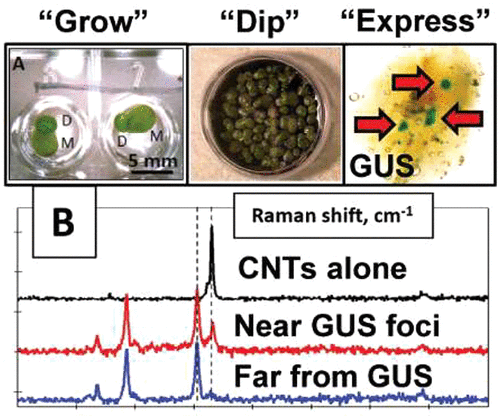 “Grow” “Dip” “Express”
A
D D
M M
5 mm
GUS
B
Raman shift, cm-1
CNTs alone
Near GUS foci
Far from GUS